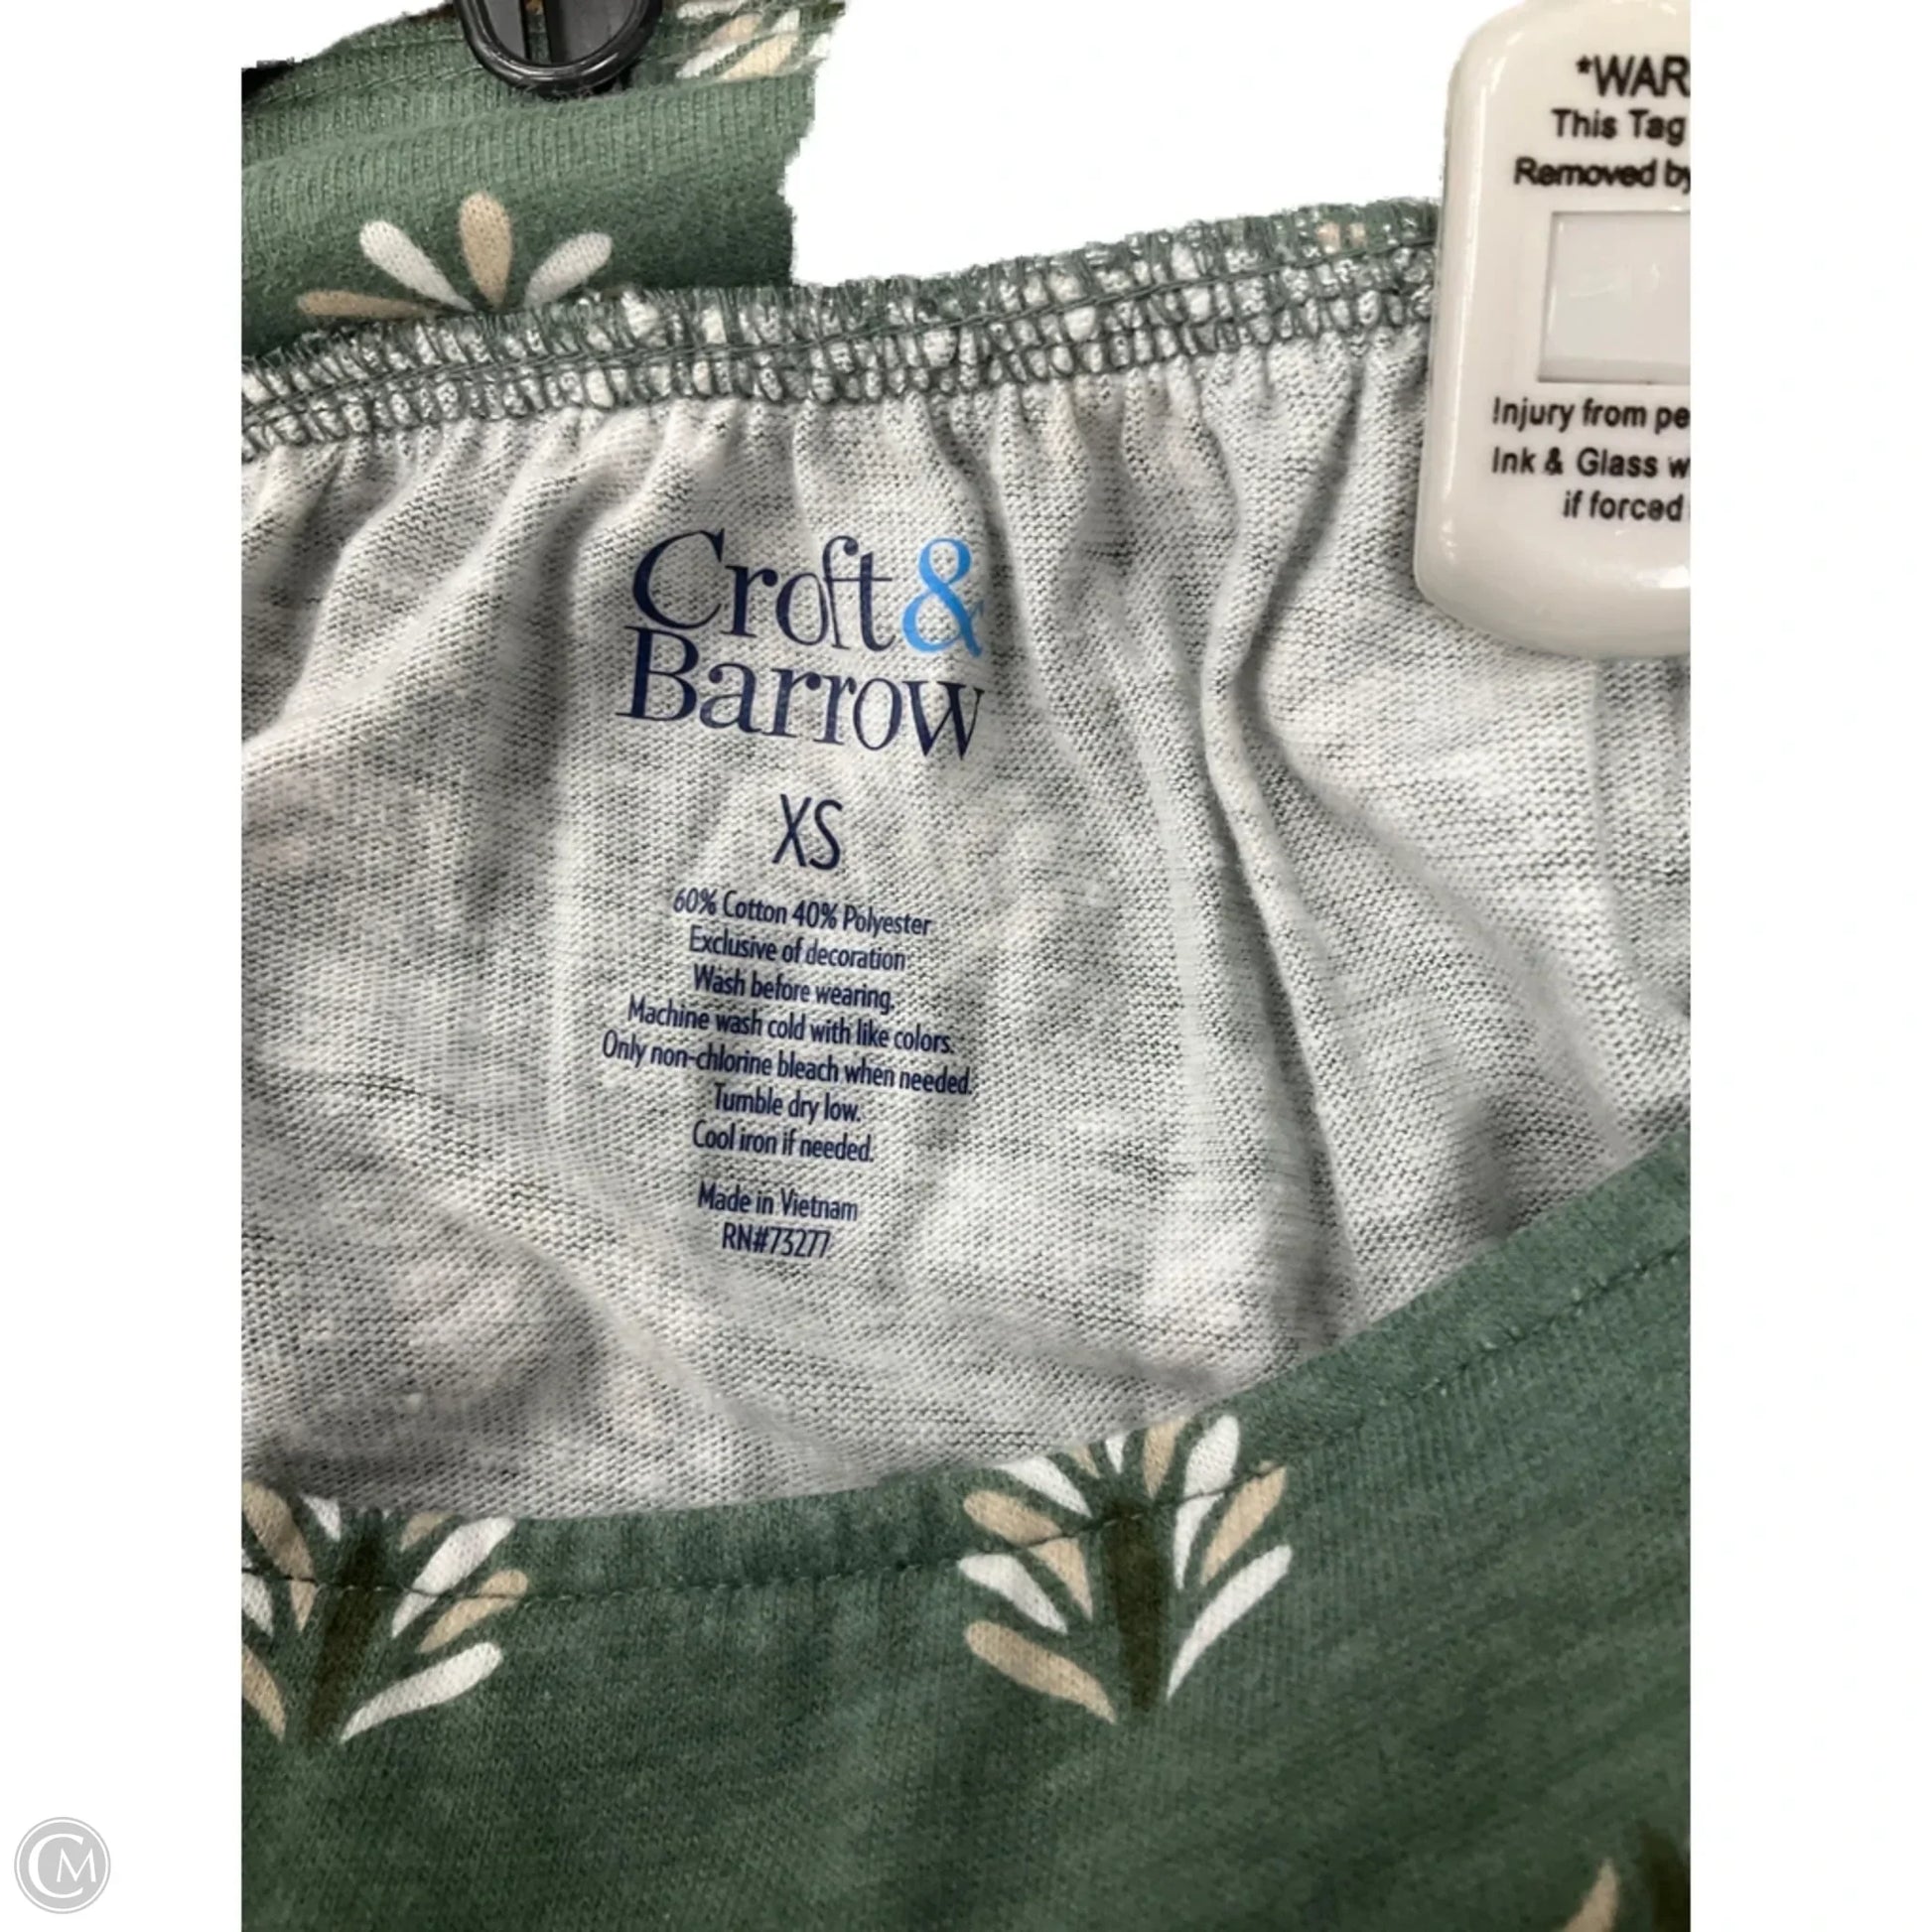 *WAR
This Tag
Removed by
Injury from pe
Ink & Glass w
if forced
Croft &
Barrow
XS
60% Cotton 40% Polyester
Exclusive of decoration
Wash before wearing.
Machine wash cold with like colors.
Only non-chlorine bleach when needed.
Tumble dry low.
Cool iron if needed.
Made in Vietnam
RN#73277
CM